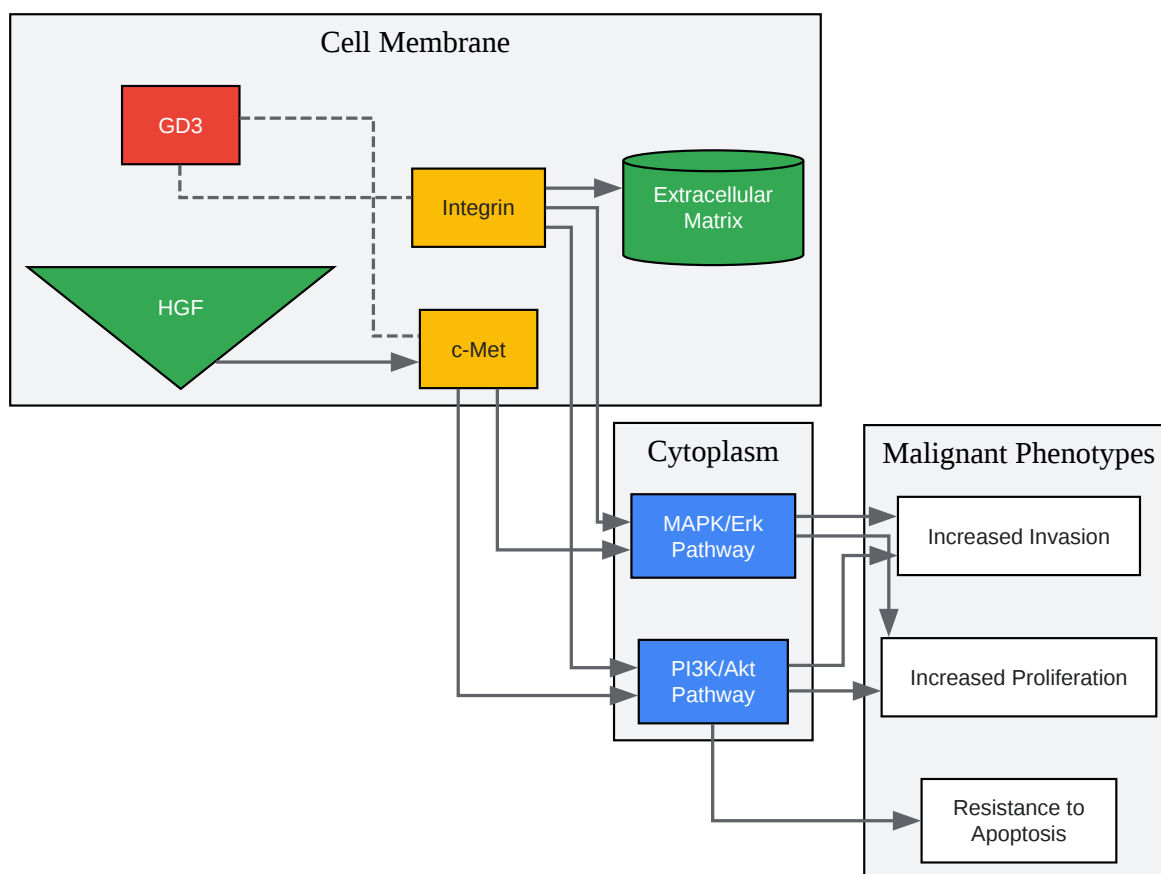 Cell Membrane
GD3
Integrin
Extracellular
Matrix
HGF
c-Met
Cytoplasm
Malignant Phenotypes
MAPK/Erk
Pathway
Increased Invasion
PI3K/Akt
Pathway
Increased Proliferation
Resistance to
Apoptosis